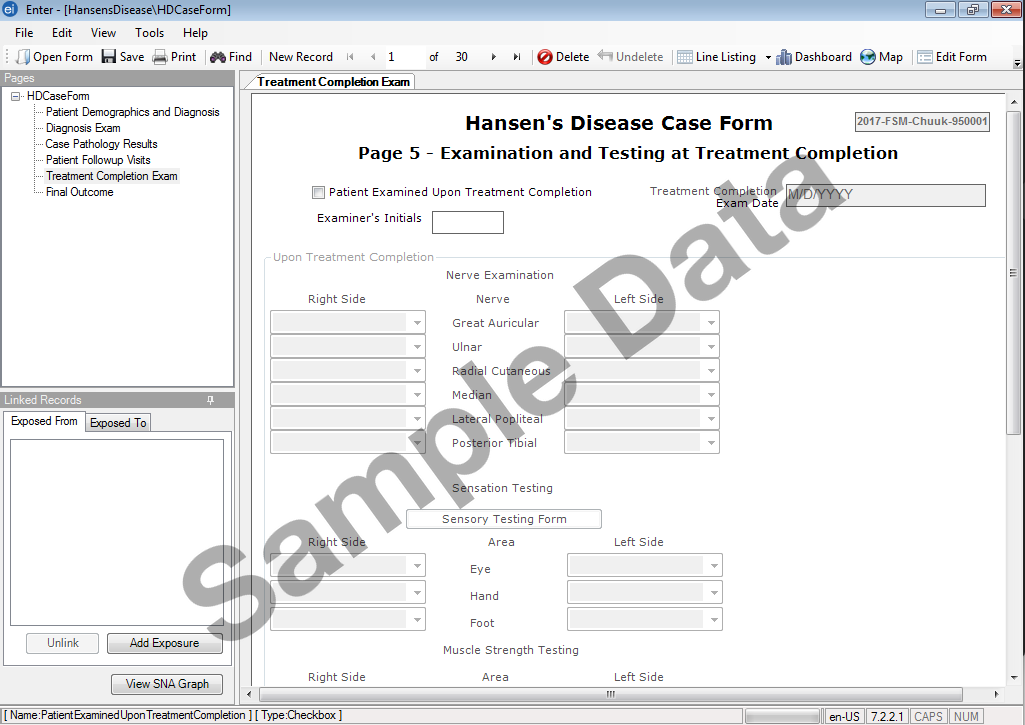 ei Enter - [HansensDisease\HDCaseForm]
File Edit View Tools Help
Open Form Save Print Find New Record 1 of 30 Delete Undelete Line Listing Dashboard Map Edit Form
Pages
HDCaseForm
Patient Demographics and Diagnosis
Diagnosis Exam
Case Pathology Results
Patient Followup Visits
Treatment Completion Exam
Final Outcome
Linked Records
Exposed From Exposed To
Unlink Add Exposure
View SNA Graph
Treatment Completion Exam
Hansen's Disease Case Form
2017-FSM-Chuuk-950001
Page 5 - Examination and Testing at Treatment Completion
Patient Examined Upon Treatment Completion
Treatment Completion
Exam Date
M/D/YYYY
Examiner's Initials
Upon Treatment Completion
Nerve Examination
Right Side Nerve Left Side
Great Auricular
Ulnar
Radial Cutaneous
Median
Lateral Popliteal
Posterior Tibial
Sensation Testing
Sensory Testing Form
Right Side Area Left Side
Eye
Hand
Foot
Muscle Strength Testing
Right Side Area Left Side
Sample Data
[ Name:PatientExaminedUponTreatmentCompletion ] [ Type:Checkbox ]
en-US 7.2.2.1 CAPS NUM